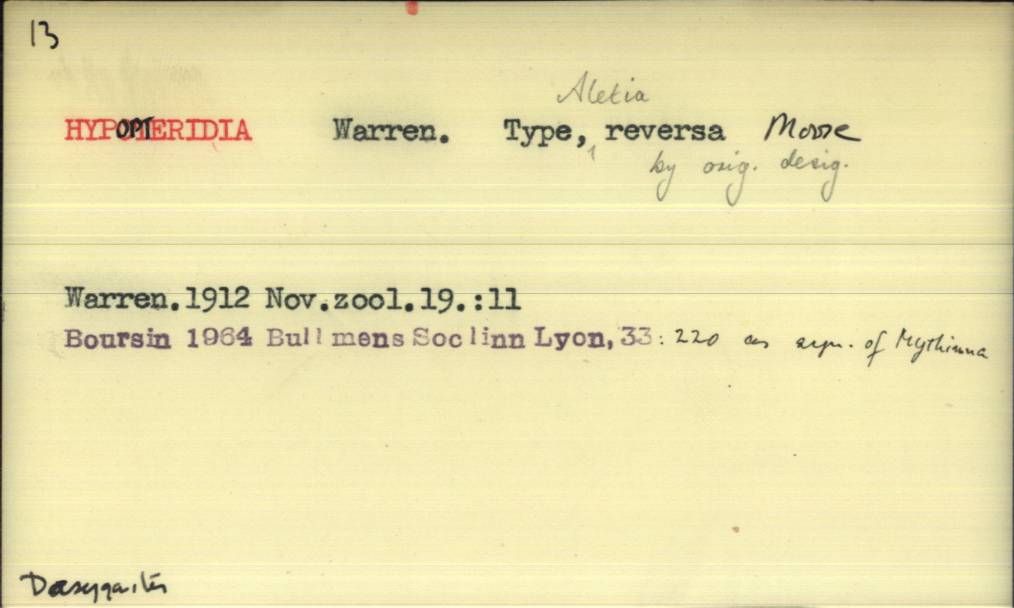 13
Aletia
HYPOPTERIDIA Warren. Type, reversa Moore
by orig. desig.
Warren.1912 Nov.zool.19.:11
Boursin 1964 Bull mens Soc linn Lyon, 33: 220 as syn. of Mythimna